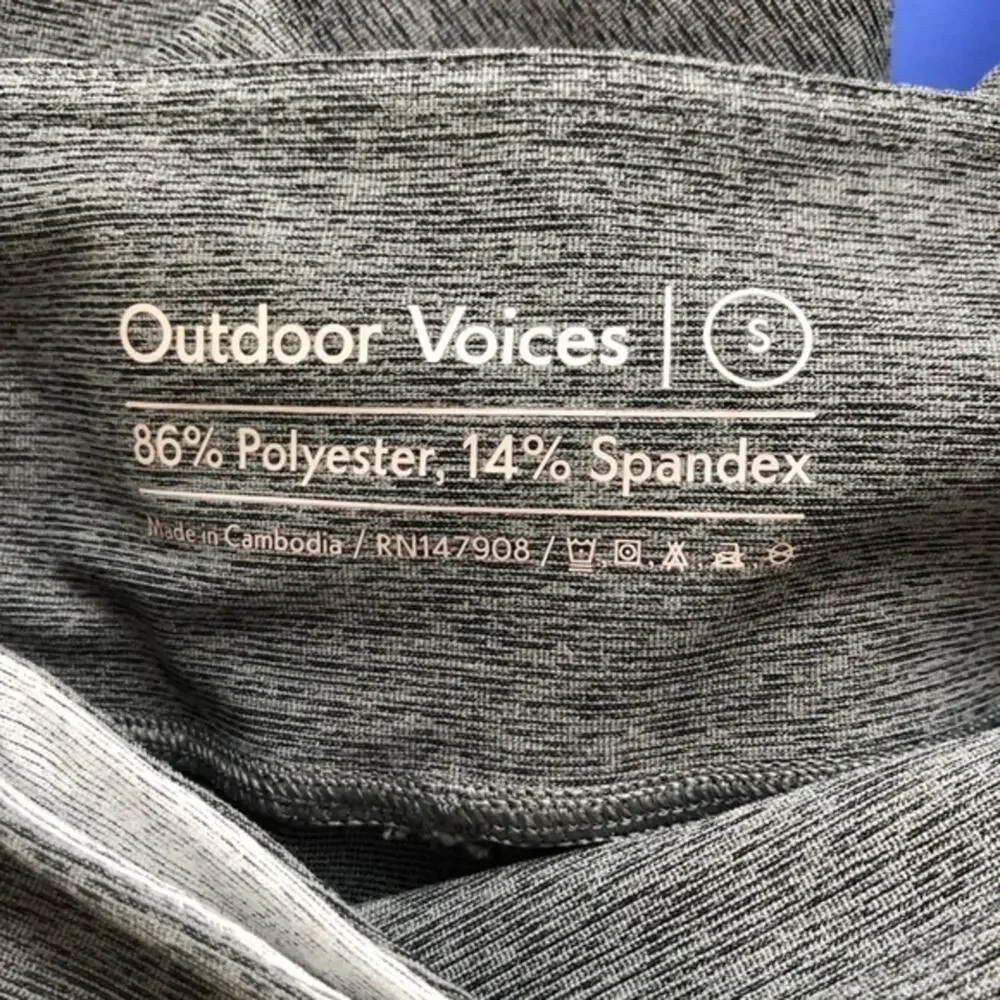 Outdoor Voices | S
86% Polyester, 14% Spandex
Made in Cambodia / RN147908 /